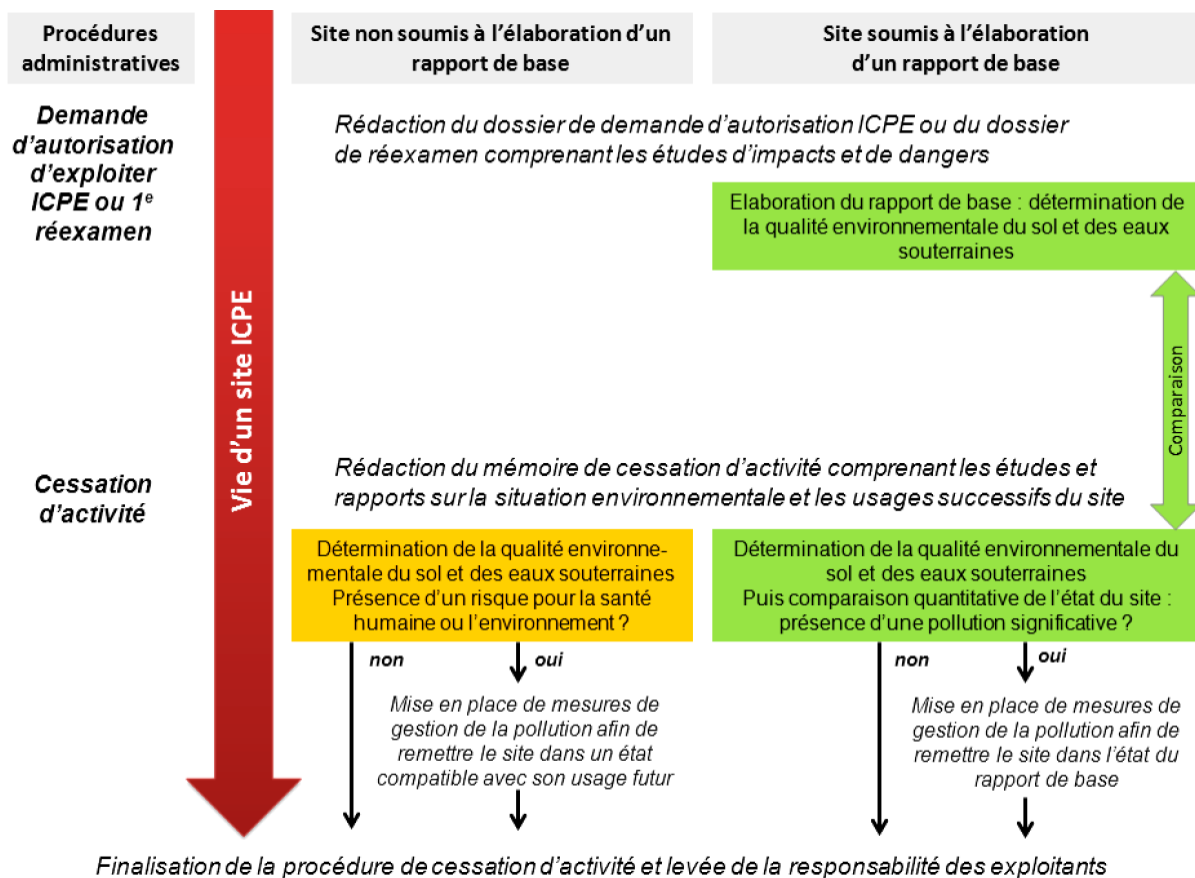 Procédures
administratives
Site non soumis à l'élaboration d'un
rapport de base
Site soumis à l'élaboration
d'un rapport de base
Demande
d'autorisation
d'exploiter
ICPE ou 1e
réexamen
Rédaction du dossier de demande d'autorisation ICPE ou du dossier
de réexamen comprenant les études d'impacts et de dangers
Elaboration du rapport de base : détermination de
la qualité environnementale du sol et des eaux
souterraines
Vie d'un site ICPE
Comparaison
Cessation
d'activité
Rédaction du mémoire de cessation d'activité comprenant les études et
rapports sur la situation environnementale et les usages successifs du site
Détermination de la qualité environne-
mentale du sol et des eaux souterraines
Présence d'un risque pour la santé
humaine ou l'environnement ?
Détermination de la qualité environnementale du
sol et des eaux souterraines
Puis comparaison quantitative de l'état du site :
présence d'une pollution significative ?
non
oui
non
oui
Mise en place de mesures de
gestion de la pollution afin de
remettre le site dans un état
compatible avec son usage futur
Mise en place de mesures de
gestion de la pollution afin de
remettre le site dans l'état du
rapport de base
Finalisation de la procédure de cessation d'activité et levée de la responsabilité des exploitants